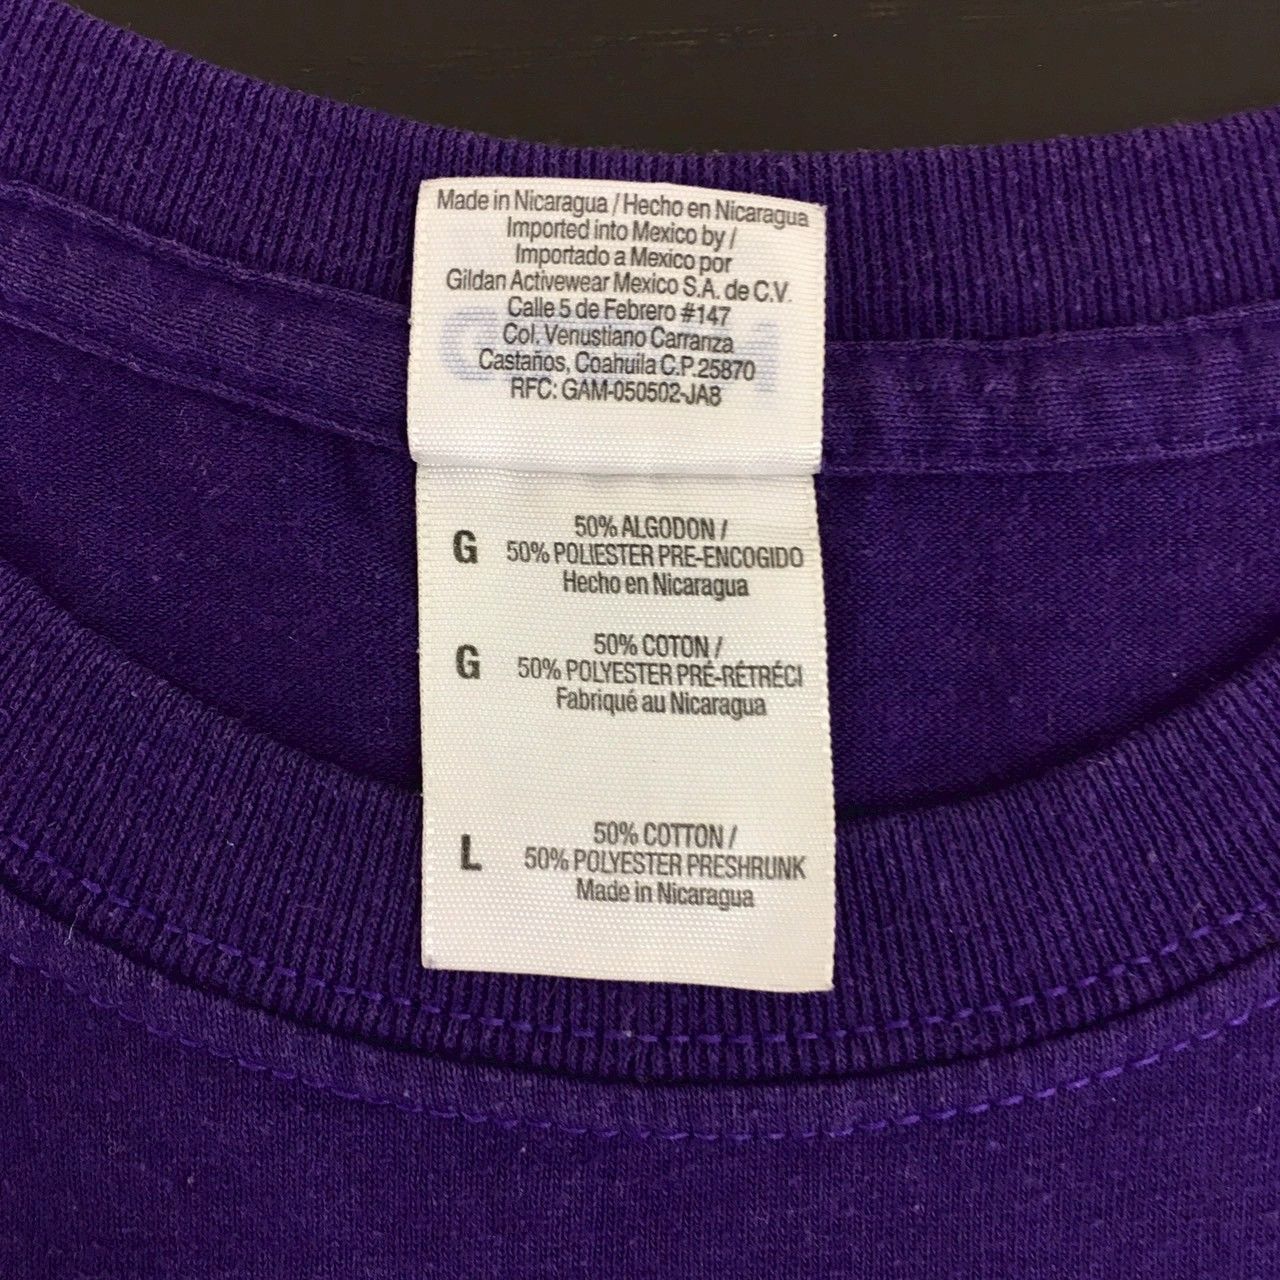 Made in Nicaragua / Hecho en Nicaragua
Imported into Mexico by /
Importado a Mexico por
Gildan Activewear Mexico S.A. de C.V.
Calle 5 de Febrero #147
Col. Venustiano Carranza
Castaños, Coahuila C.P.25870
RFC: GAM-050502-JA8
50% ALGODON /
G 50% POLIESTER PRE-ENCOGIDO
Hecho en Nicaragua
50% COTON /
G 50% POLYESTER PRÉ-RÉTRÉCI
Fabriqué au Nicaragua
50% COTTON /
L 50% POLYESTER PRESHRUNK
Made in Nicaragua